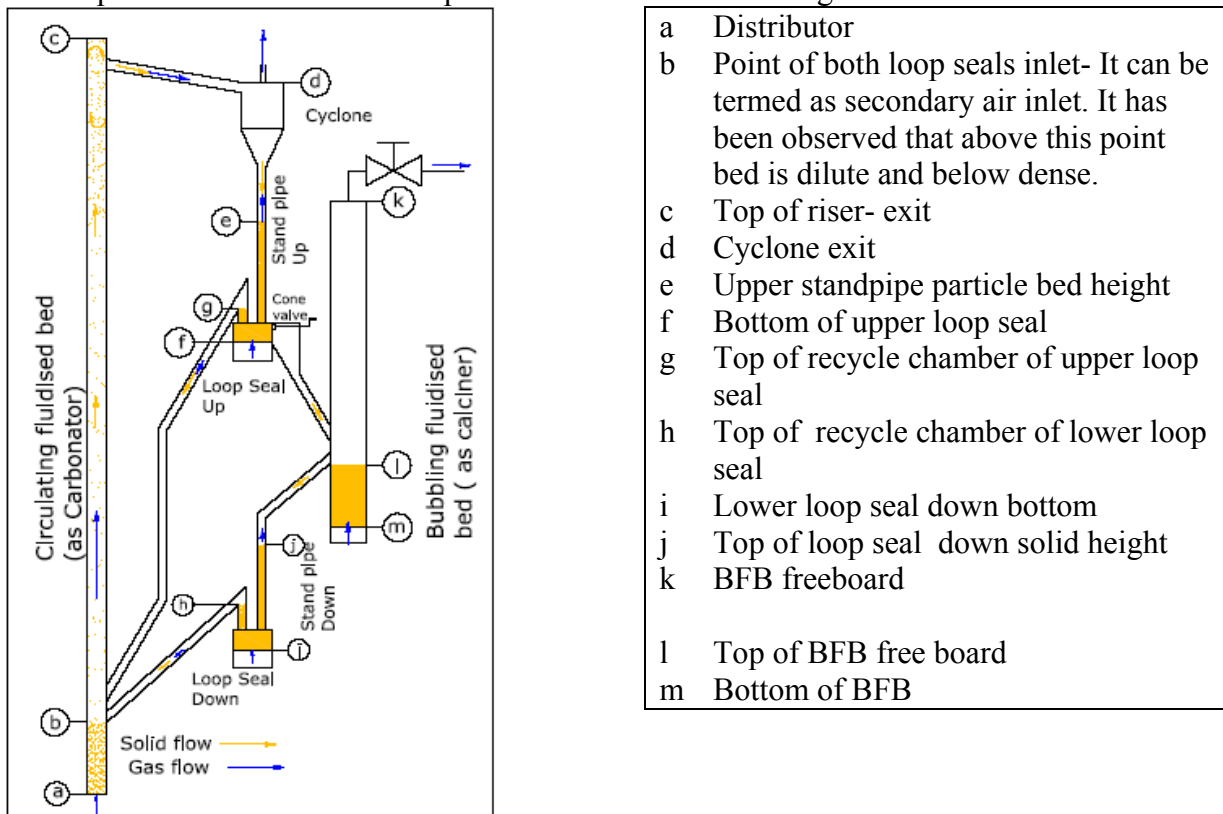 c
d
Cyclone
k
e
Stand pipe
Up
g
Cone
valve
f
Loop Seal
Up
Circulating fluidised bed
(as Carbonator)
Bubbling fluidised
bed ( as calciner)
l
m
j
Stand pipe
Down
h
i
Loop Seal
Down
b
Solid flow
Gas flow
a
a Distributor
b Point of both loop seals inlet- It can be
termed as secondary air inlet. It has
been observed that above this point
bed is dilute and below dense.
c Top of riser- exit
d Cyclone exit
e Upper standpipe particle bed height
f Bottom of upper loop seal
g Top of recycle chamber of upper loop
seal
h Top of recycle chamber of lower loop
seal
i Lower loop seal down bottom
j Top of loop seal down solid height
k BFB freeboard
l Top of BFB free board
m Bottom of BFB